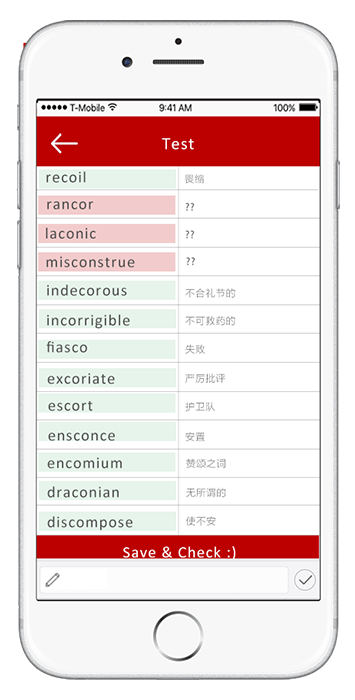 T-Mobile 9:41 AM 100%
Test
recoil 畏缩
rancor ??
laconic ??
misconstrue ??
indecorous 不合礼节的
incorrigible 不可救药的
fiasco 失败
excoriate 严厉批评
escort 护卫队
ensconce 安置
encomium 赞颂之词
draconian 无所谓的
discompose 使不安
Save & Check :)